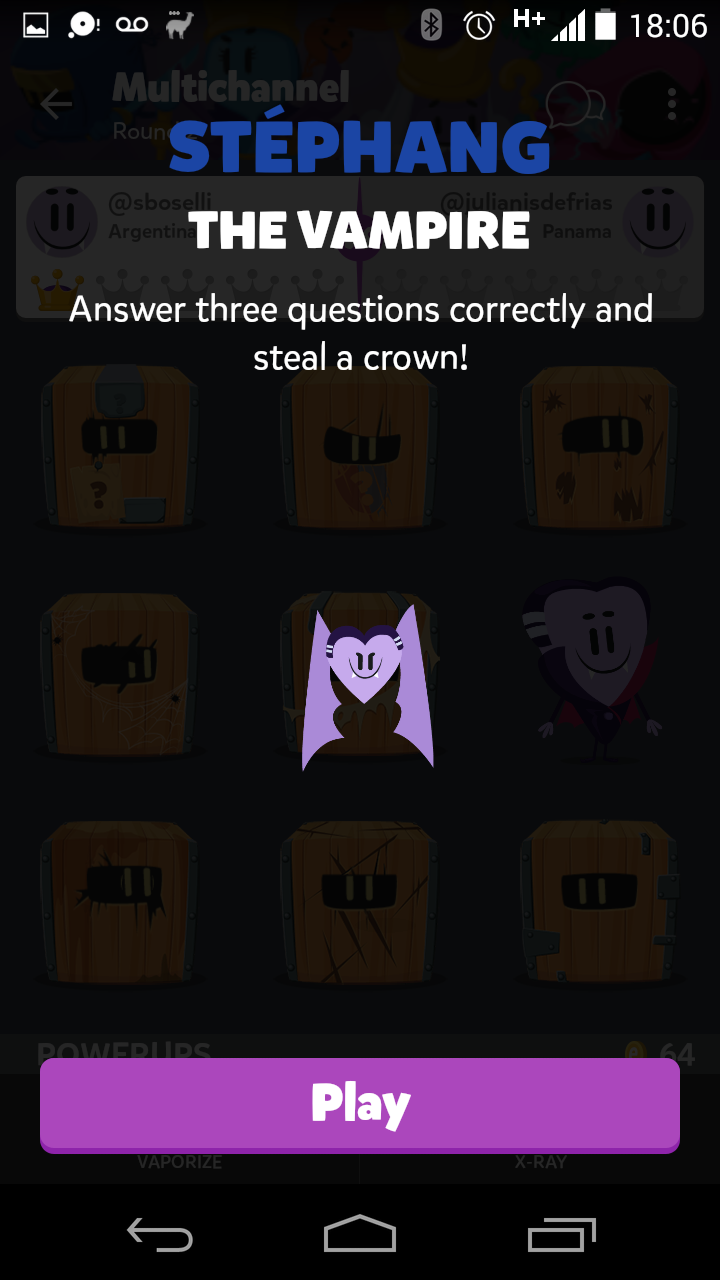 H+ 18:06
Multichannel
Round
STÉPHANG
@sboselli @julianisdefrias
THE VAMPIRE
Argentina Panama
Answer three questions correctly and
steal a crown!
?
?
POWERUPS 64
Play
VAPORIZE X-RAY